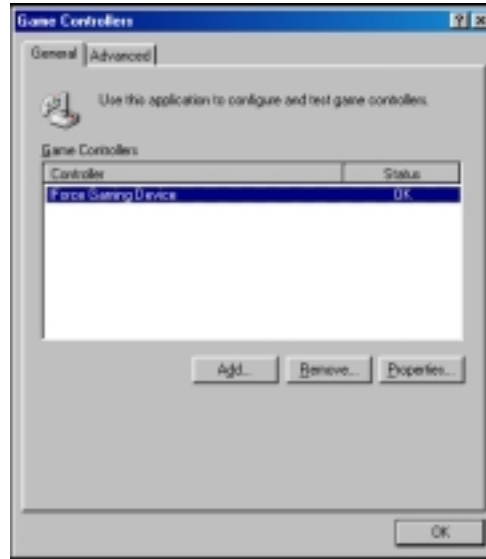 Game Controllers
General Advanced
Use this application to configure and test game controllers.
Game Controllers
Controller Status
Force Gaming Device OK
Add... Remove... Properties...
OK